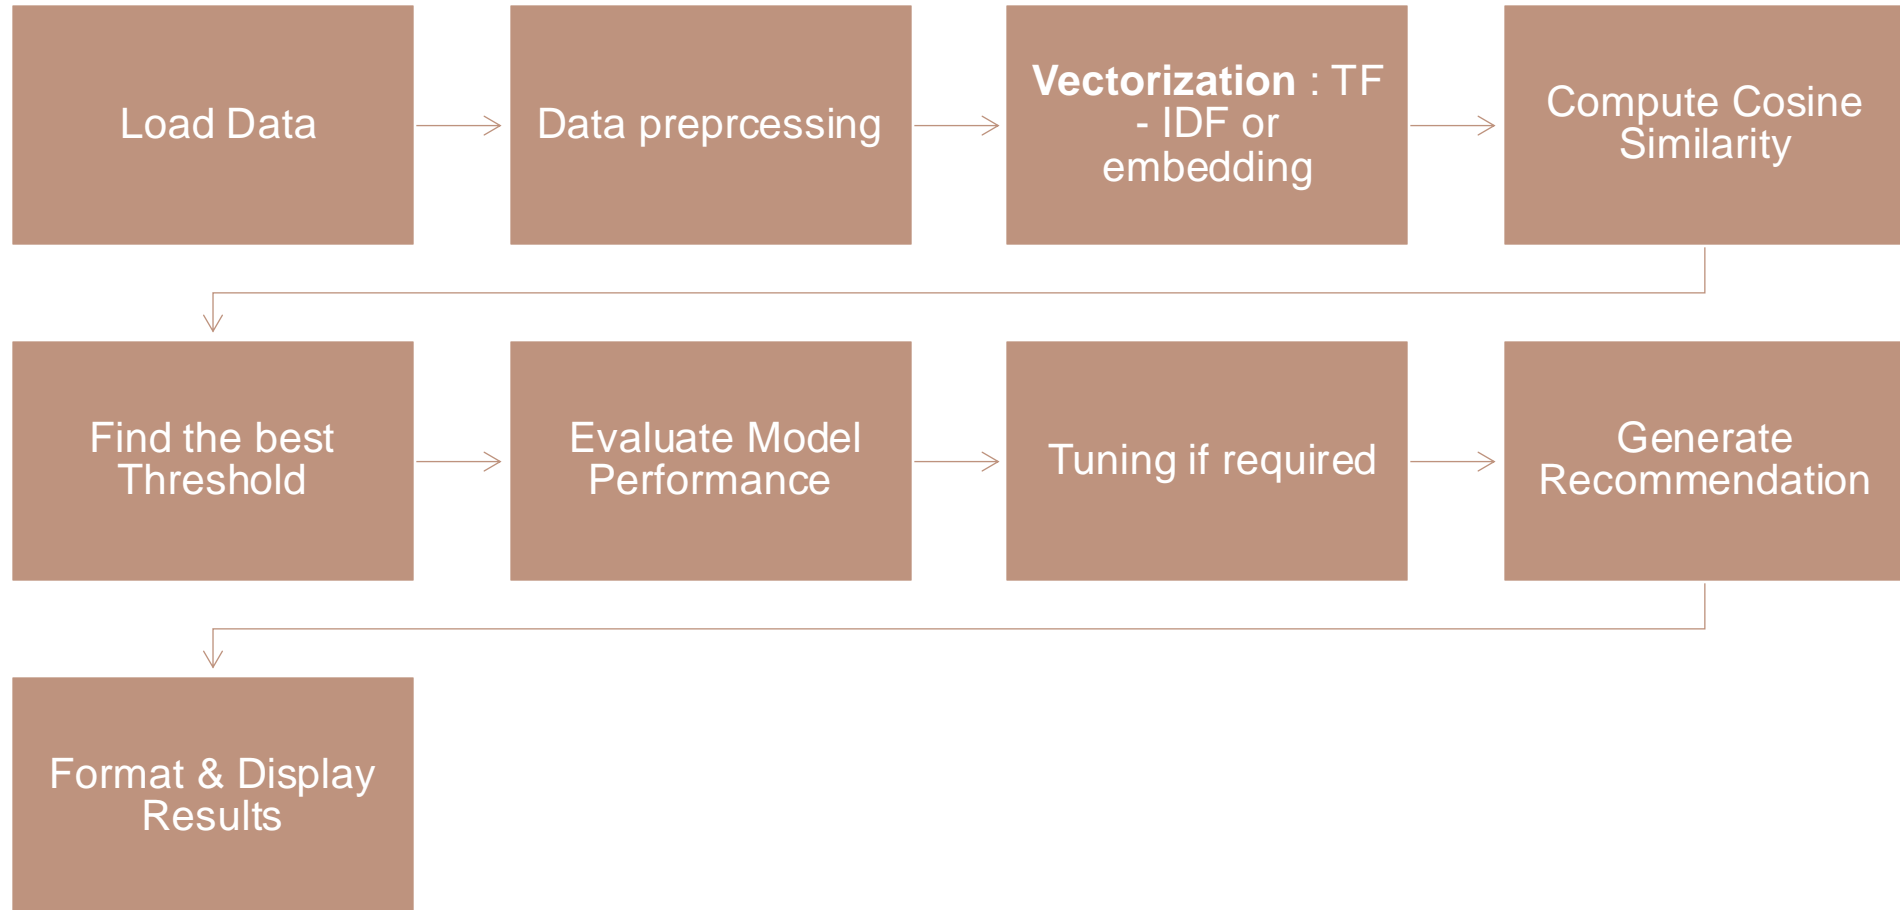 Load Data
Data preprcessing
Vectorization : TF
- IDF or
embedding
Compute Cosine
Similarity
Find the best
Threshold
Evaluate Model
Performance
Tuning if required
Generate
Recommendation
Format & Display
Results